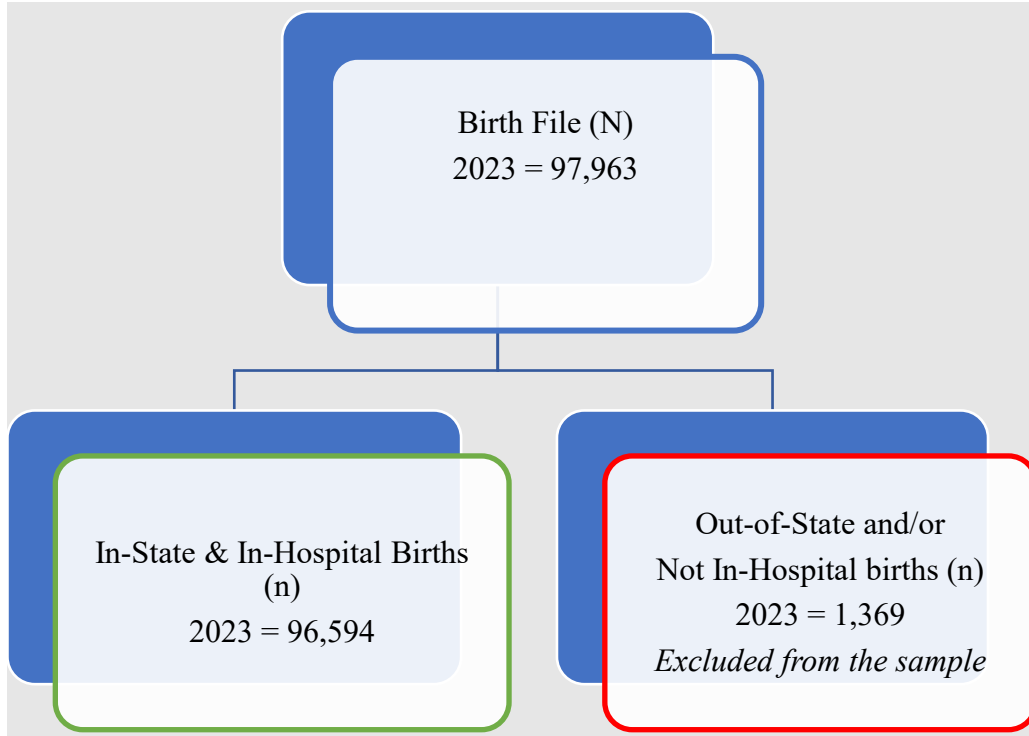 Birth File (N)
2023 = 97,963
In-State & In-Hospital Births
(n)
2023 = 96,594
Out-of-State and/or
Not In-Hospital births (n)
2023 = 1,369
Excluded from the sample